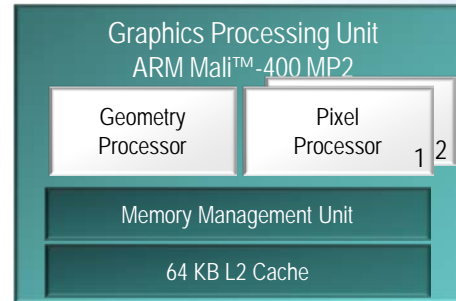 Graphics Processing Unit
ARM Mali™-400 MP2
Geometry
Processor
Pixel
Processor
1
2
Memory Management Unit
64 KB L2 Cache